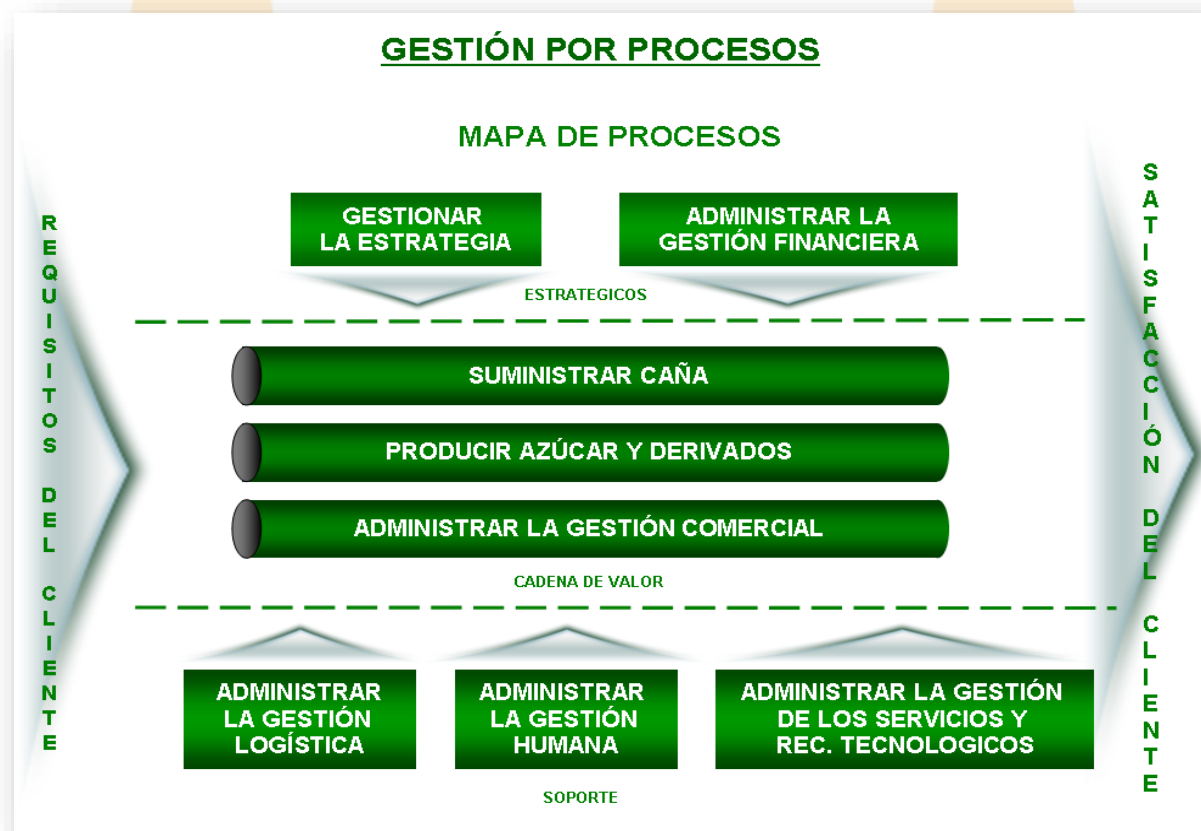 GESTIÓN POR PROCESOS
MAPA DE PROCESOS
REQUISITOS DEL CLIENTE
GESTIONAR
LA ESTRATEGIA
ADMINISTRAR LA
GESTIÓN FINANCIERA
ESTRATEGICOS
SUMINISTRAR CAÑA
PRODUCIR AZÚCAR Y DERIVADOS
ADMINISTRAR LA GESTIÓN COMERCIAL
CADENA DE VALOR
ADMINISTRAR
LA GESTIÓN
LOGÍSTICA
ADMINISTRAR
LA GESTIÓN
HUMANA
ADMINISTRAR LA GESTIÓN
DE LOS SERVICIOS Y
REC. TECNOLOGICOS
SOPORTE
SATISFACCIÓN DEL CLIENTE